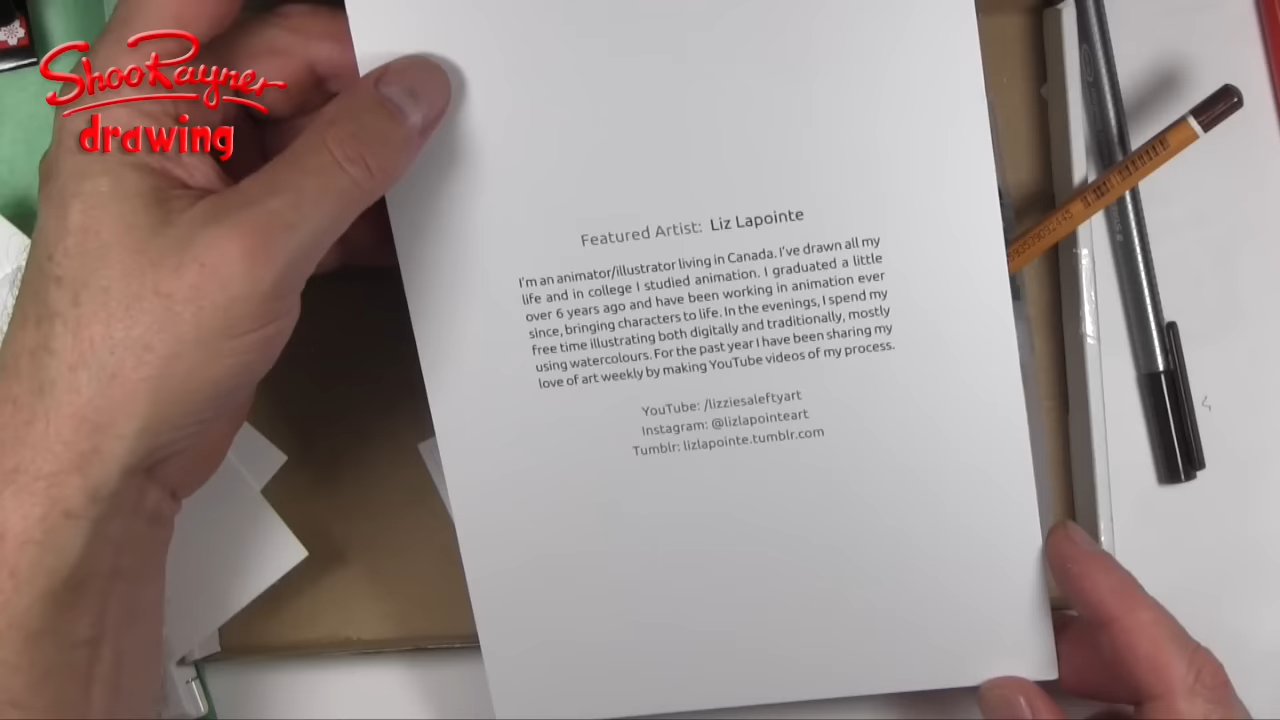 ShooRayner
drawing
Featured Artist: Liz Lapointe
I'm an animator/illustrator living in Canada. I've drawn all my
life and in college I studied animation. I graduated a little
over 6 years ago and have been working in animation ever
since, bringing characters to life. In the evenings, I spend my
free time illustrating both digitally and traditionally, mostly
using watercolours. For the past year I have been sharing my
love of art weekly by making YouTube videos of my process.
YouTube: /lizziesaleftyart
Instagram: @lizlapointeart
Tumblr: lizlapointe.tumblr.com